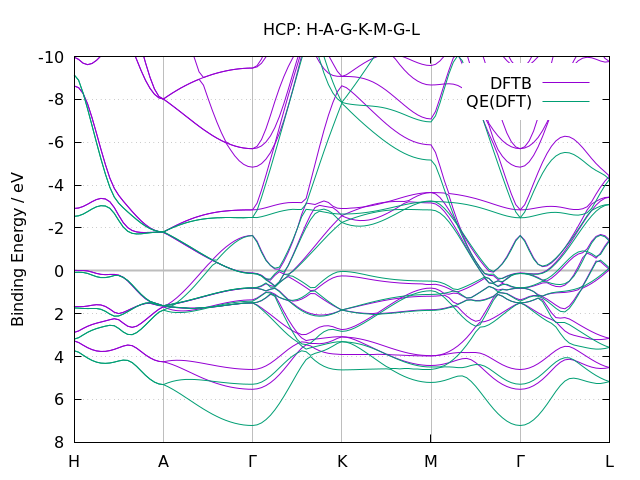 HCP: H-A-G-K-M-G-L
-10
-8
-6
-4
-2
0
2
4
6
8
Binding Energy / eV
DFTB
QE(DFT)
H A Γ K M Γ L